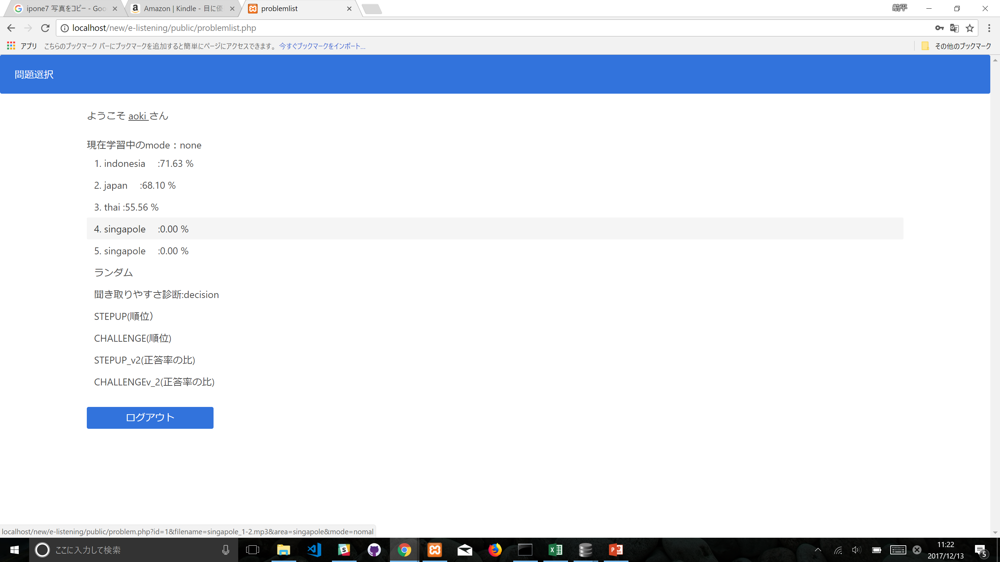 ipone7 写真をコピー - Goo
Amazon | Kindle - 目に優
problemlist
航平
localhost/new/e-listening/public/problemlist.php
アプリ
こちらのブックマーク バーにブックマークを追加すると簡単にページにアクセスできます。 今すぐブックマークをインポート...
その他のブックマーク
問題選択
ようこそ aoki さん
現在学習中のmode：none
1. indonesia　:71.63 %
2. japan　:68.10 %
3. thai :55.56 %
4. singapole　:0.00 %
5. singapole　:0.00 %
ランダム
聞き取りやすさ診断:decision
STEPUP(順位）
CHALLENGE(順位)
STEPUP_v2(正答率の比)
CHALLENGEv_2(正答率の比)
ログアウト
localhost/new/e-listening/public/problem.php?id=1&filename=singapole_1-2.mp3&area=singapole&mode=nomal
ここに入力して検索
11:22
2017/12/13
5